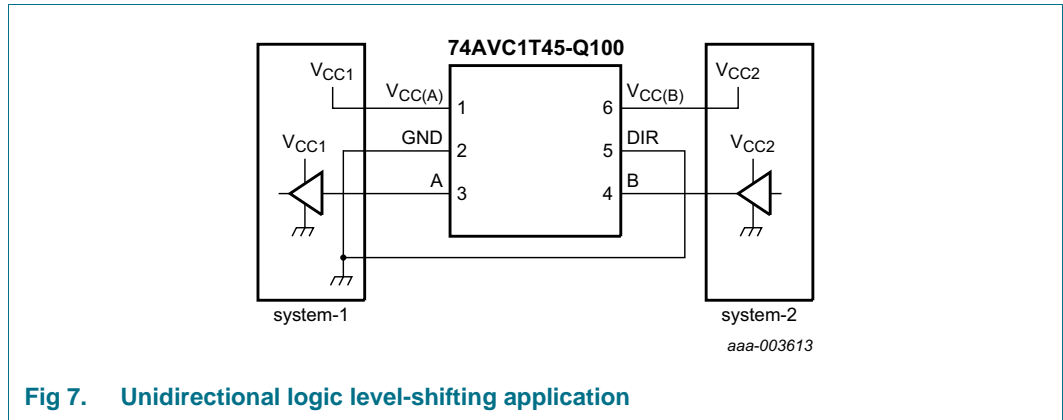 74AVC1T45-Q100
VCC1
VCC(A)
1
6
VCC(B)
VCC2
VCC1
GND
2
5
DIR
VCC2
A
3
4
B
system-1
system-2
aaa-003613
Fig 7. Unidirectional logic level-shifting application